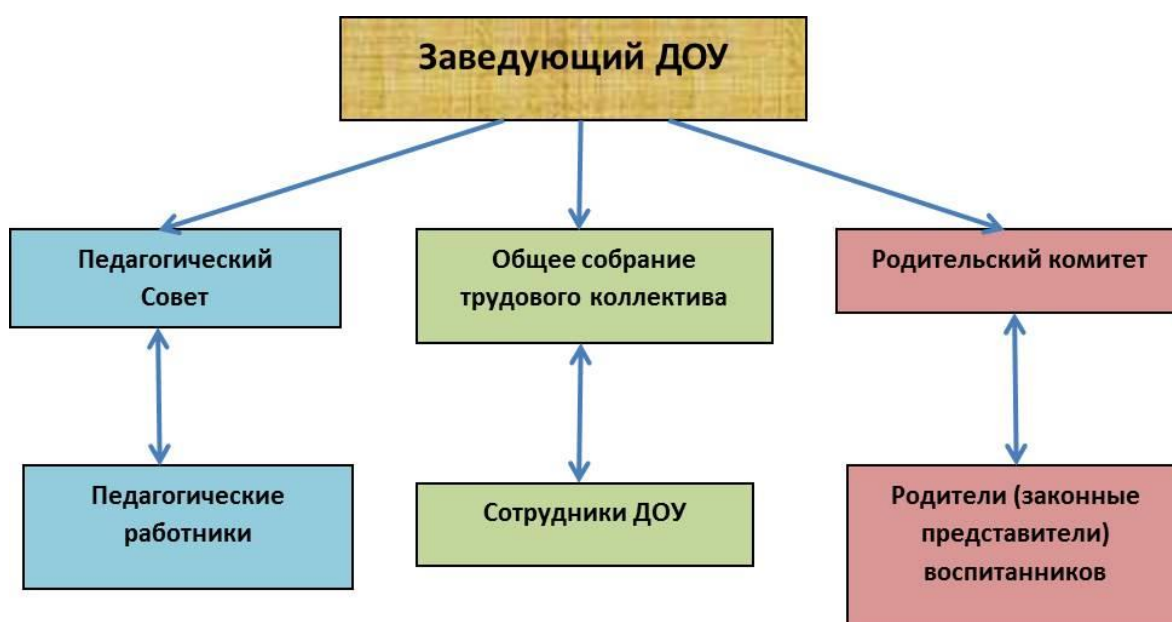 Заведующий ДОУ
Педагогический
Совет
Общее собрание
трудового коллектива
Родительский комитет
Педагогические
работники
Сотрудники ДОУ
Родители (законные
представители)
воспитанников